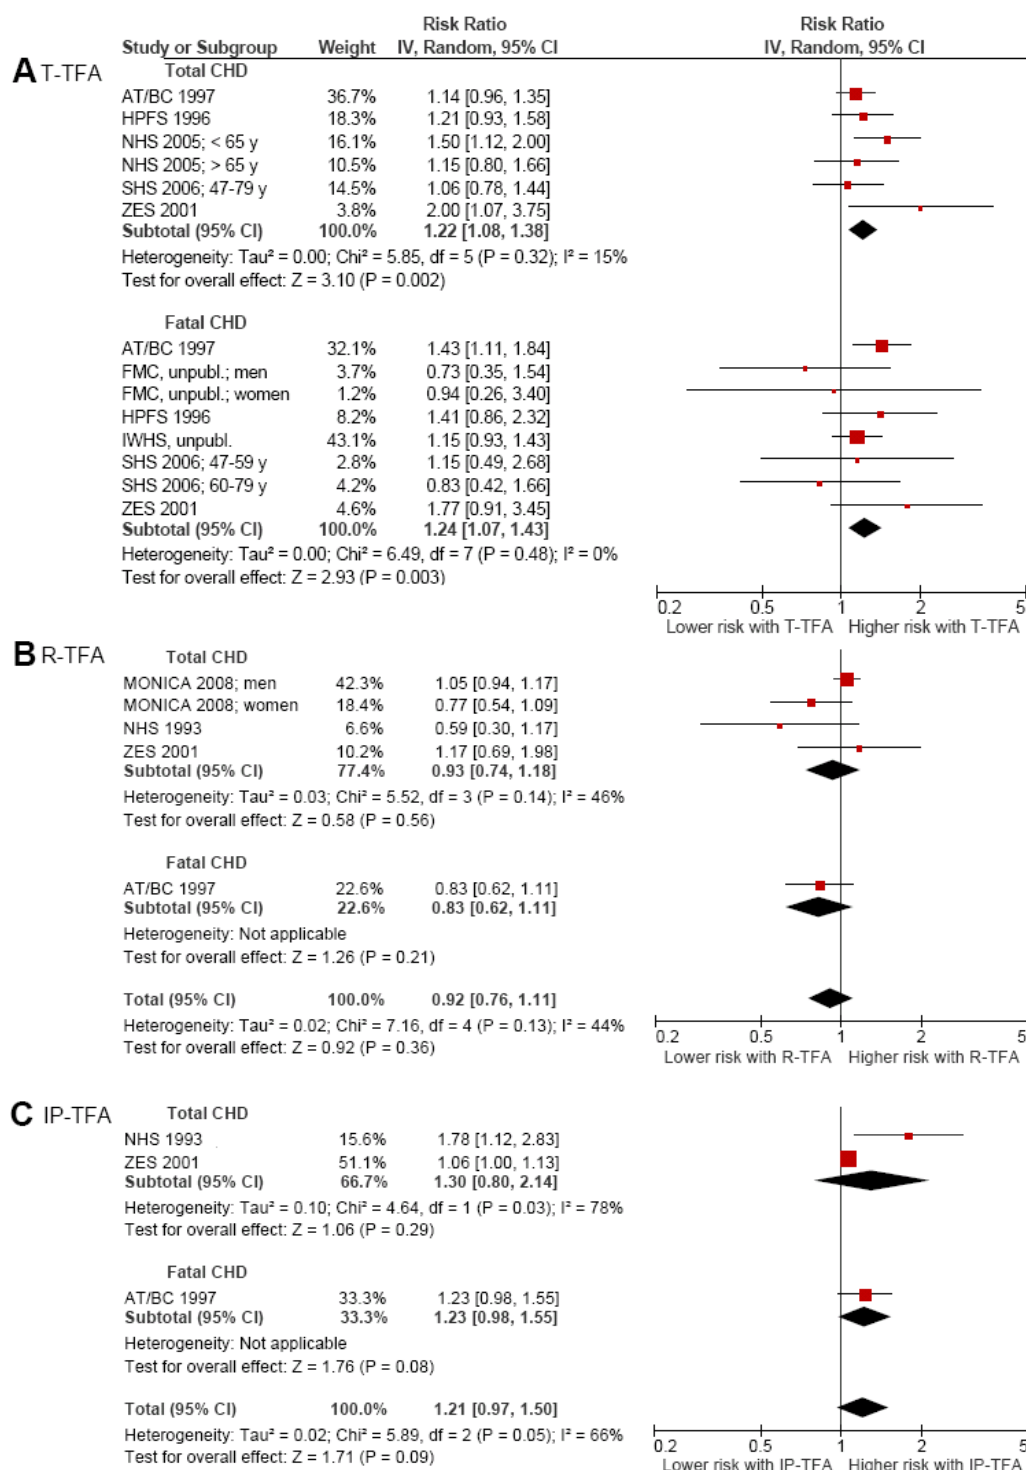 Risk Ratio Risk Ratio
Study or Subgroup Weight IV, Random, 95% CI IV, Random, 95% CI
A T-TFA
Total CHD
AT/BC 1997 36.7% 1.14 [0.96, 1.35]
HPFS 1996 18.3% 1.21 [0.93, 1.58]
NHS 2005; < 65 y 16.1% 1.50 [1.12, 2.00]
NHS 2005; > 65 y 10.5% 1.15 [0.80, 1.66]
SHS 2006; 47-79 y 14.5% 1.06 [0.78, 1.44]
ZES 2001 3.8% 2.00 [1.07, 3.75]
Subtotal (95% CI) 100.0% 1.22 [1.08, 1.38]
Heterogeneity: Tau² = 0.00; Chi² = 5.85, df = 5 (P = 0.32); I² = 15%
Test for overall effect: Z = 3.10 (P = 0.002)
Fatal CHD
AT/BC 1997 32.1% 1.43 [1.11, 1.84]
FMC, unpubl.; men 3.7% 0.73 [0.35, 1.54]
FMC, unpubl.; women 1.2% 0.94 [0.26, 3.40]
HPFS 1996 8.2% 1.41 [0.86, 2.32]
IWHS, unpubl. 43.1% 1.15 [0.93, 1.43]
SHS 2006; 47-59 y 2.8% 1.15 [0.49, 2.68]
SHS 2006; 60-79 y 4.2% 0.83 [0.42, 1.66]
ZES 2001 4.6% 1.77 [0.91, 3.45]
Subtotal (95% CI) 100.0% 1.24 [1.07, 1.43]
Heterogeneity: Tau² = 0.00; Chi² = 6.49, df = 7 (P = 0.48); I² = 0%
Test for overall effect: Z = 2.93 (P = 0.003)
0.2 0.5 1 2 5
Lower risk with T-TFA Higher risk with T-TFA
B R-TFA
Total CHD
MONICA 2008; men 42.3% 1.05 [0.94, 1.17]
MONICA 2008; women 18.4% 0.77 [0.54, 1.09]
NHS 1993 6.6% 0.59 [0.30, 1.17]
ZES 2001 10.2% 1.17 [0.69, 1.98]
Subtotal (95% CI) 77.4% 0.93 [0.74, 1.18]
Heterogeneity: Tau² = 0.03; Chi² = 5.52, df = 3 (P = 0.14); I² = 46%
Test for overall effect: Z = 0.58 (P = 0.56)
Fatal CHD
AT/BC 1997 22.6% 0.83 [0.62, 1.11]
Subtotal (95% CI) 22.6% 0.83 [0.62, 1.11]
Heterogeneity: Not applicable
Test for overall effect: Z = 1.26 (P = 0.21)
Total (95% CI) 100.0% 0.92 [0.76, 1.11]
Heterogeneity: Tau² = 0.02; Chi² = 7.16, df = 4 (P = 0.13); I² = 44%
Test for overall effect: Z = 0.92 (P = 0.36)
0.2 0.5 1 2 5
Lower risk with R-TFA Higher risk with R-TFA
C IP-TFA
Total CHD
NHS 1993 15.6% 1.78 [1.12, 2.83]
ZES 2001 51.1% 1.06 [1.00, 1.13]
Subtotal (95% CI) 66.7% 1.30 [0.80, 2.14]
Heterogeneity: Tau² = 0.10; Chi² = 4.64, df = 1 (P = 0.03); I² = 78%
Test for overall effect: Z = 1.06 (P = 0.29)
Fatal CHD
AT/BC 1997 33.3% 1.23 [0.98, 1.55]
Subtotal (95% CI) 33.3% 1.23 [0.98, 1.55]
Heterogeneity: Not applicable
Test for overall effect: Z = 1.76 (P = 0.08)
Total (95% CI) 100.0% 1.21 [0.97, 1.50]
Heterogeneity: Tau² = 0.02; Chi² = 5.89, df = 2 (P = 0.05); I² = 66%
Test for overall effect: Z = 1.71 (P = 0.09)
0.2 0.5 1 2 5
Lower risk with IP-TFA Higher risk with IP-TFA